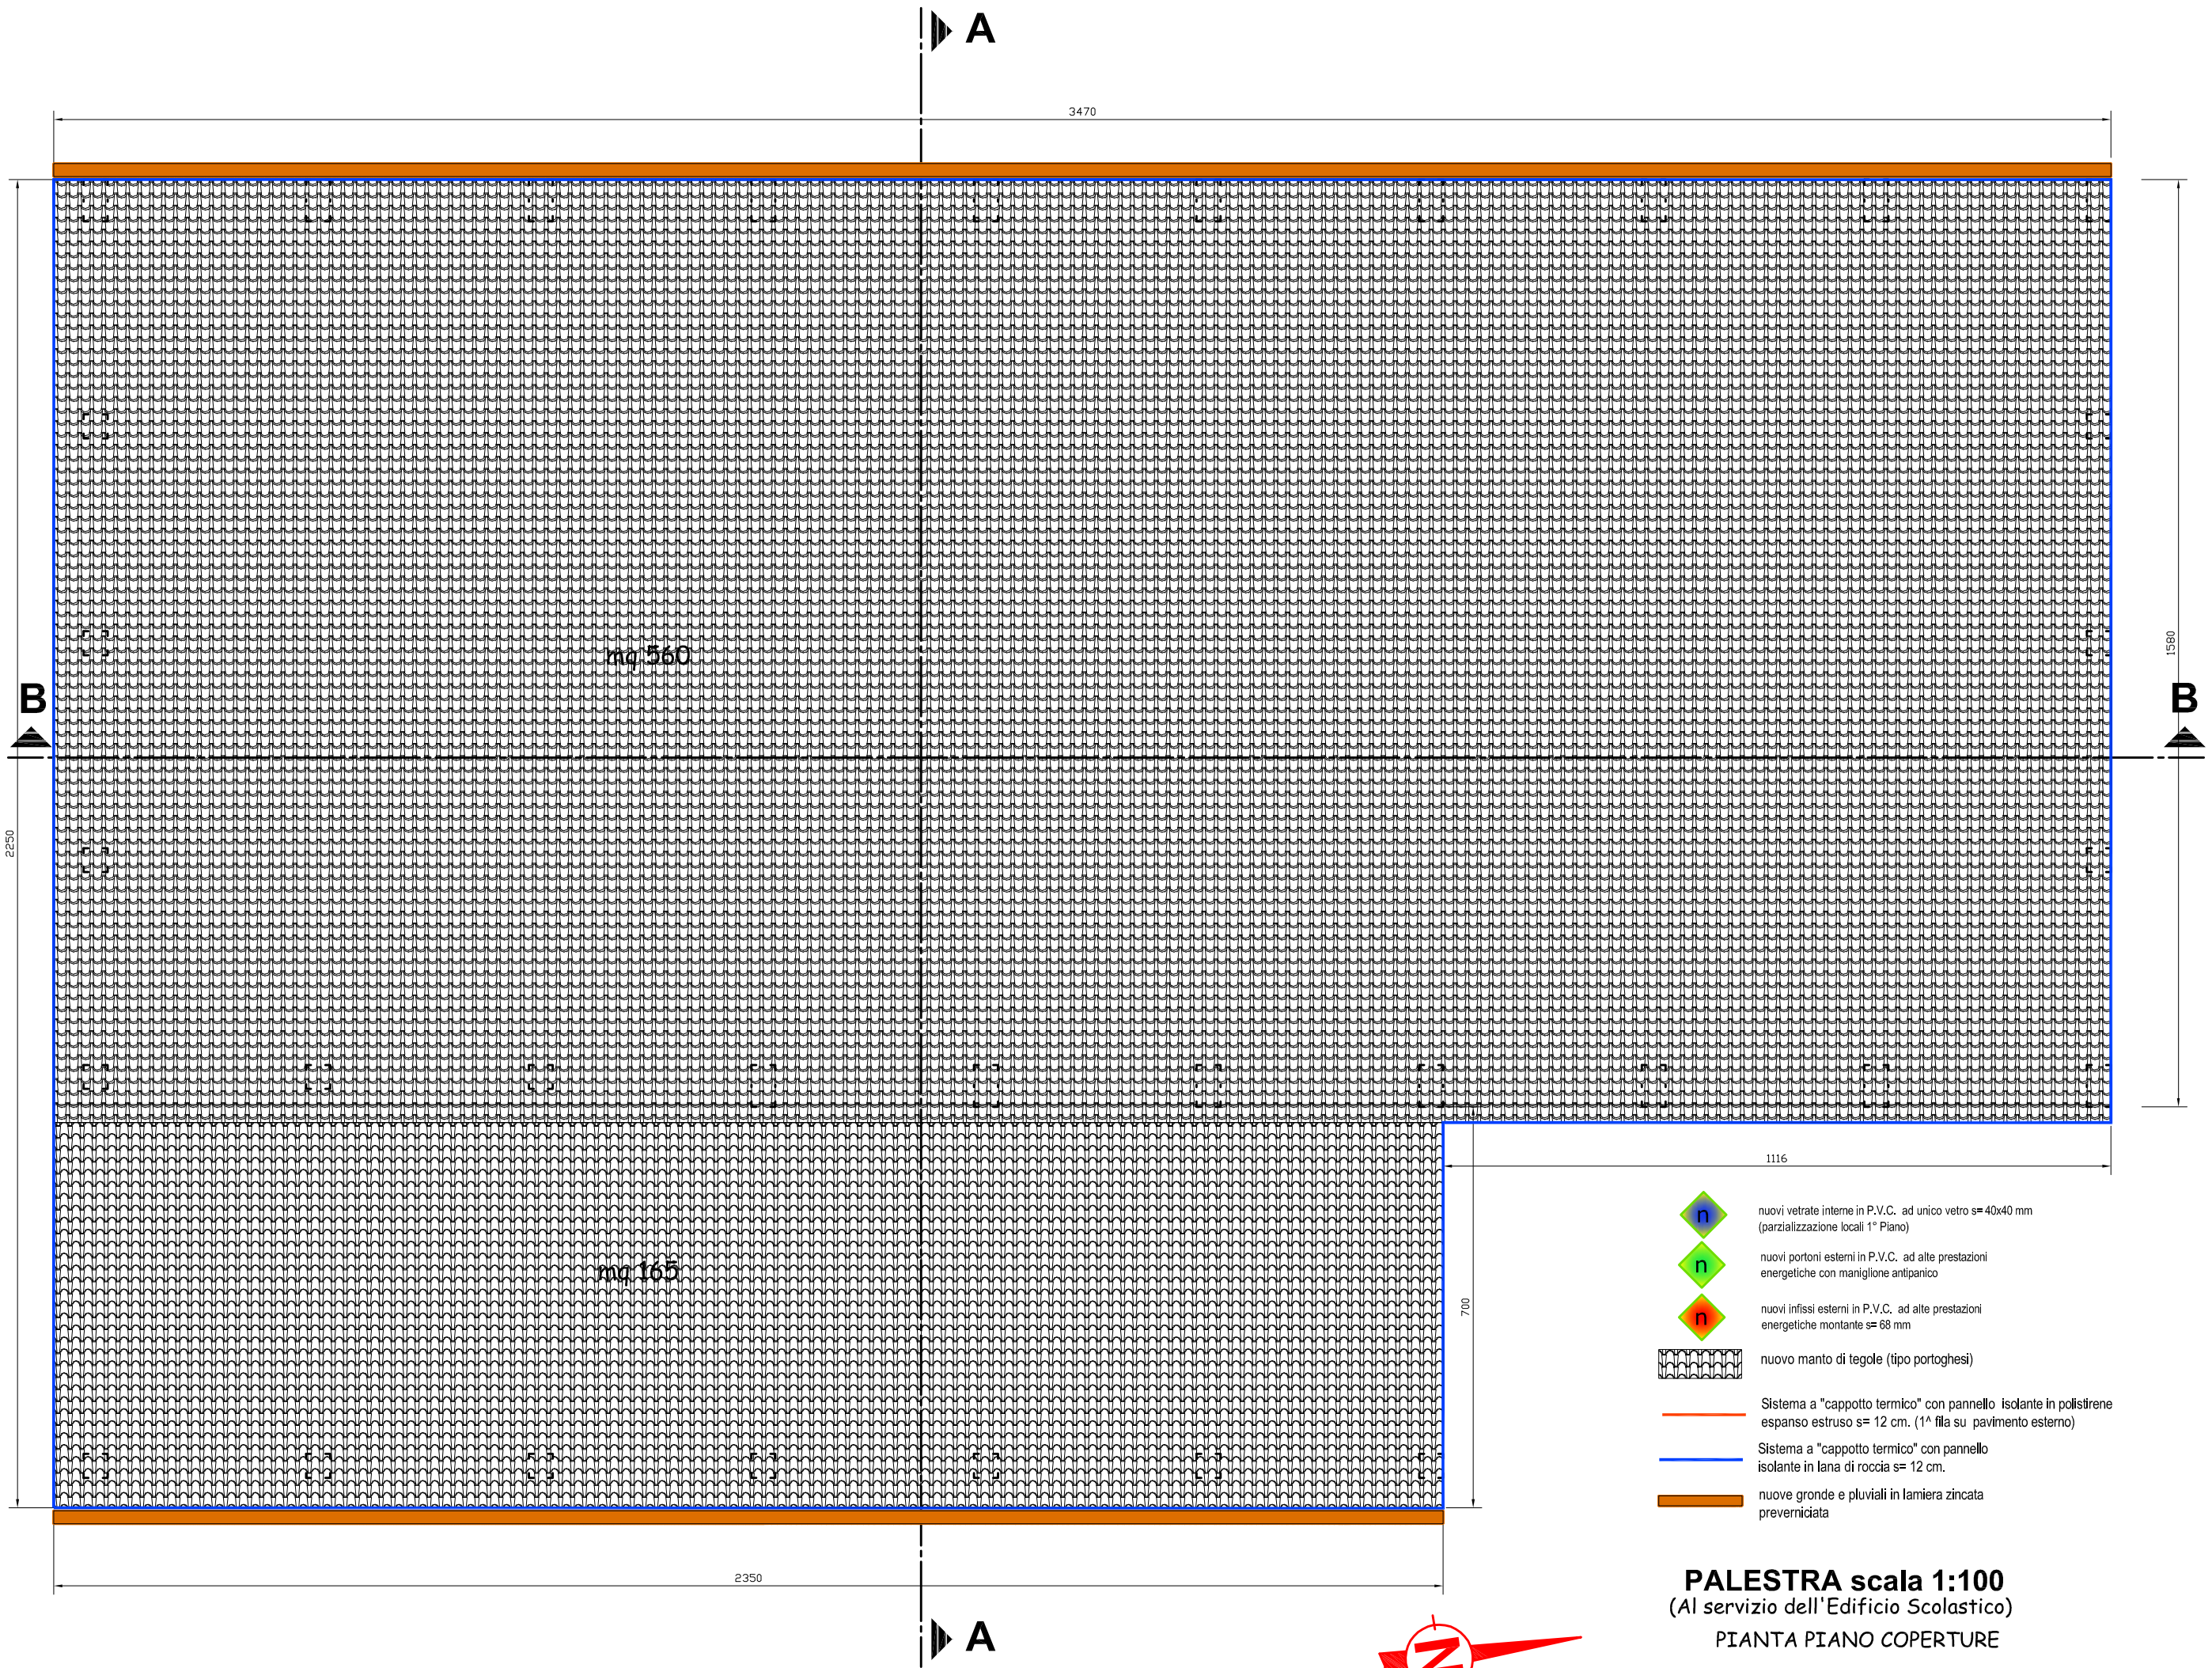 A
3470
mq 560
B
B
1580
2250
1116
nuovi vetrate interne in P.V.C. ad unico vetro s= 40x40 mm
(parzializzazione locali 1° Piano)
n
nuovi portoni esterni in P.V.C. ad alte prestazioni
energetiche con maniglione antipanico
n
nuovi infissi esterni in P.V.C. ad alte prestazioni
energetiche montante s= 68 mm
n
mq 165
700
nuovo manto di tegole (tipo portoghesi)
Sistema a "cappotto termico" con pannello isolante in polistirene
espanso estruso s= 12 cm. (1^ fila su pavimento esterno)
Sistema a "cappotto termico" con pannello
isolante in lana di roccia s= 12 cm.
nuove gronde e pluviali in lamiera zincata
preverniciata
2350
PALESTRA scala 1:100
(Al servizio dell'Edificio Scolastico)
PIANTA PIANO COPERTURE
A
N